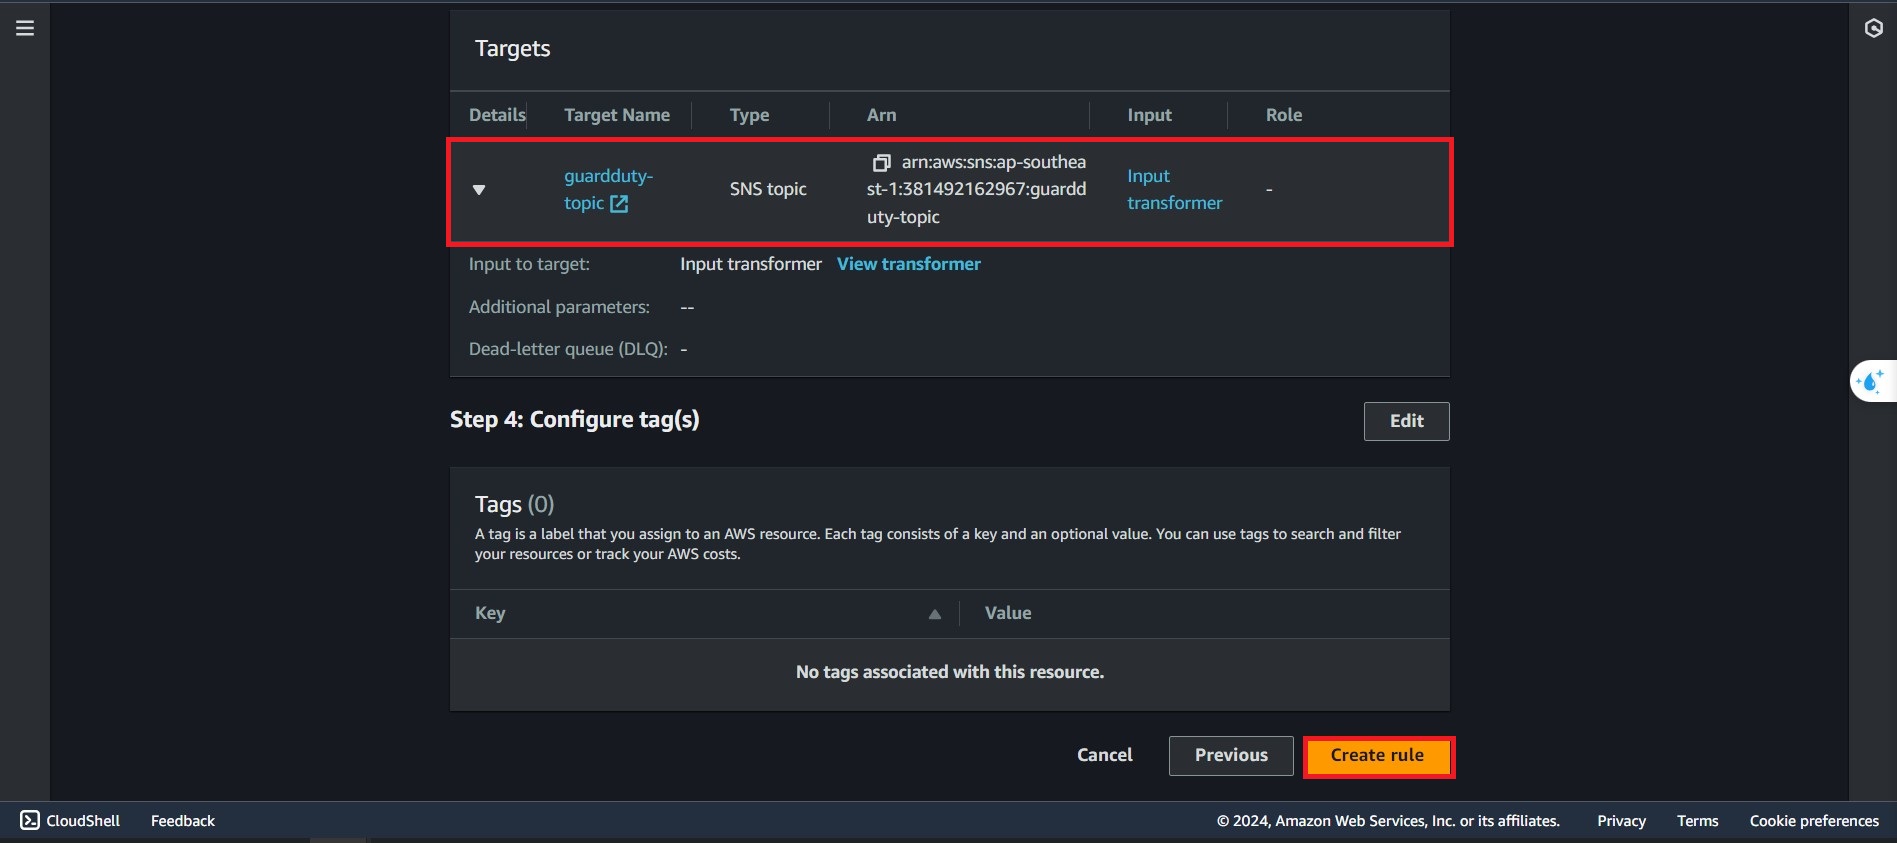 Targets
Details Target Name Type Arn Input Role
guardduty-
topic
SNS topic
arn:aws:sns:ap-southea
st-1:381492162967:guardd
uty-topic
Input
transformer
-
Input to target: Input transformer View transformer
Additional parameters: --
Dead-letter queue (DLQ): -
Step 4: Configure tag(s)
Edit
Tags (0)
A tag is a label that you assign to an AWS resource. Each tag consists of a key and an optional value. You can use tags to search and filter
your resources or track your AWS costs.
Key Value
No tags associated with this resource.
Cancel Previous Create rule
CloudShell Feedback © 2024, Amazon Web Services, Inc. or its affiliates. Privacy Terms Cookie preferences